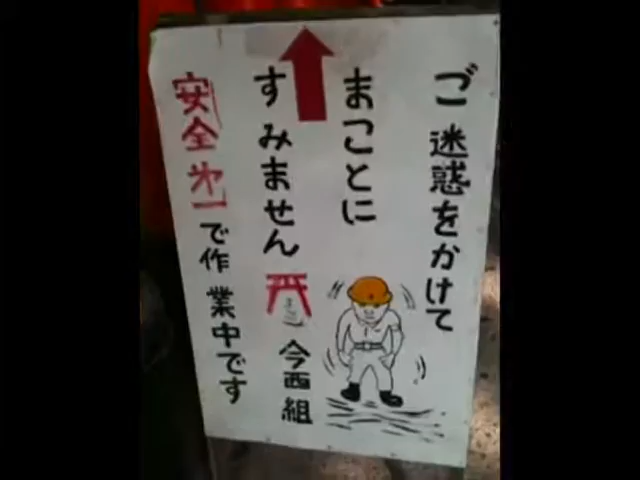 ご迷惑をかけて
まことに
すみません
今西組
安全第一で作業中です